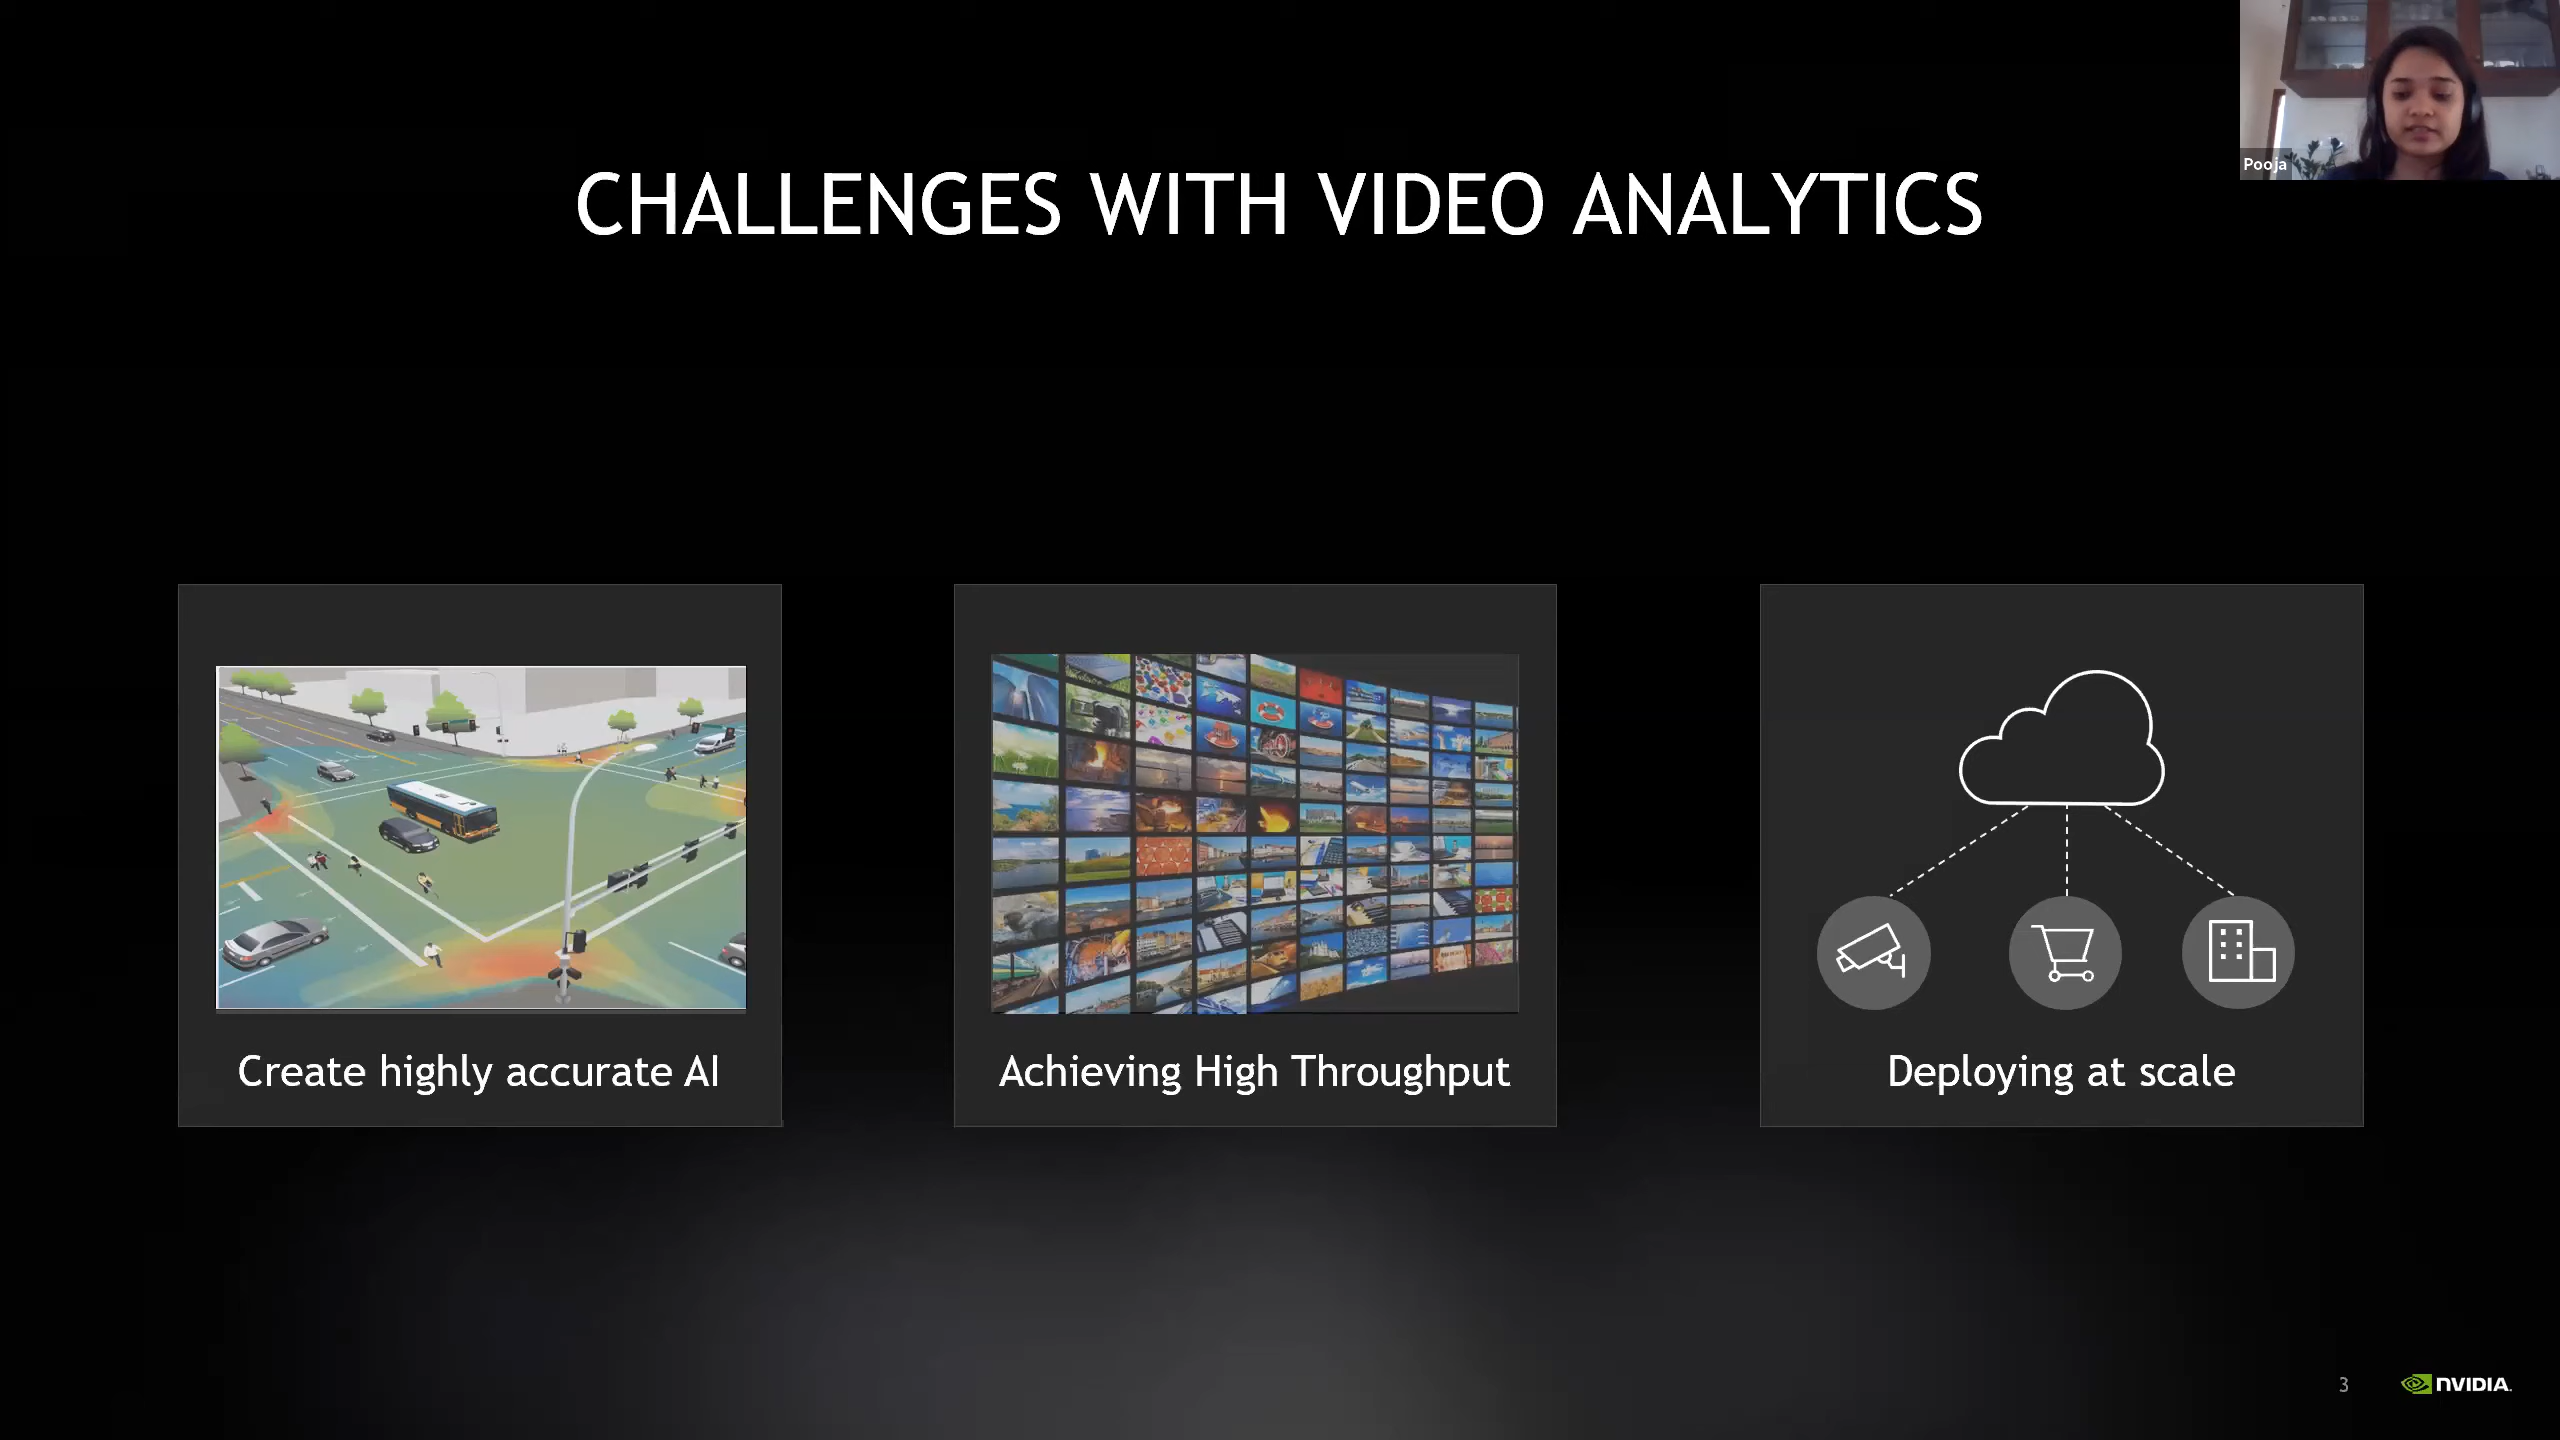 Pooja
CHALLENGES WITH VIDEO ANALYTICS
Create highly accurate AI
Achieving High Throughput
Deploying at scale
3
NVIDIA.